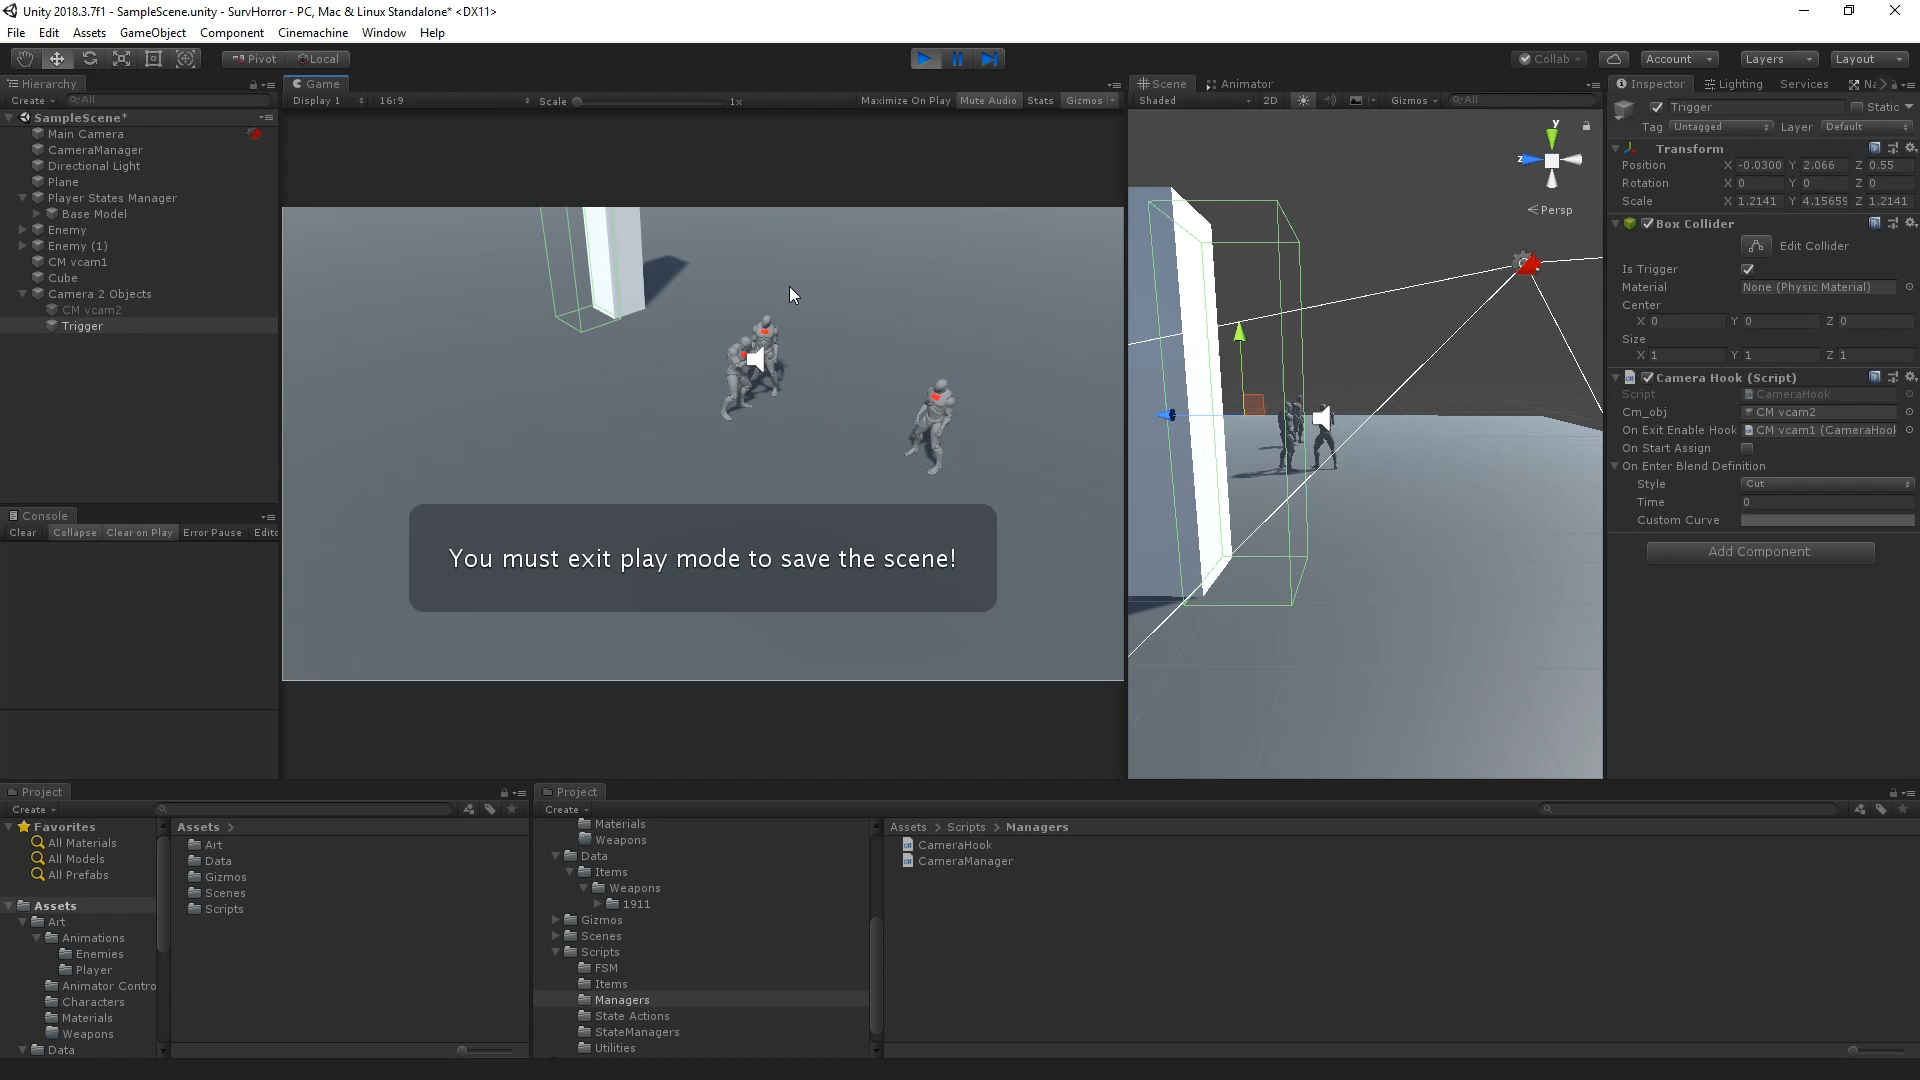 Unity 2018.3.7f1 - SampleScene.unity - SurvHorror - PC, Mac & Linux Standalone* <DX11>
File Edit Assets GameObject Component Cinemachine Window Help
Pivot Local Collab Account Layers Layout
Hierarchy
Create All
SampleScene*
Main Camera
CameraManager
Directional Light
Plane
Player States Manager
Base Model
Enemy
Enemy (1)
CM vcam1
Cube
Camera 2 Objects
CM vcam2
Trigger
Console
Clear Collapse Clear on Play Error Pause Edito
Game
Display 1 16:9 Scale 1x Maximize On Play Mute Audio Stats Gizmos
You must exit play mode to save the scene!
Scene Animator
Shaded 2D Gizmos All
y
z
Persp
Inspector Lighting Services
Trigger Static
Tag Untagged Layer Default
Transform
Position X -0.0300 Y 2.066 Z 0.55
Rotation X 0 Y 0 Z 0
Scale X 1.2141 Y 4.15659 Z 1.2141
Box Collider
Edit Collider
Is Trigger
Material None (Physic Material)
Center
X 0 Y 0 Z 0
Size
X 1 Y 1 Z 1
Camera Hook (Script)
Script CameraHook
Cm_obj CM vcam2
On Exit Enable Hook CM vcam1 (CameraHook
On Start Assign
On Enter Blend Definition
Style Cut
Time 0
Custom Curve
Add Component
Project
Create
Favorites
All Materials
All Models
All Prefabs
Assets
Art
Animations
Enemies
Player
Animator Contro
Characters
Materials
Weapons
Data
Assets
Art
Data
Gizmos
Scenes
Scripts
Project
Create
Materials
Weapons
Data
Items
Weapons
1911
Gizmos
Scenes
Scripts
FSM
Items
Managers
State Actions
StateManagers
Utilities
Assets Scripts Managers
CameraHook
CameraManager